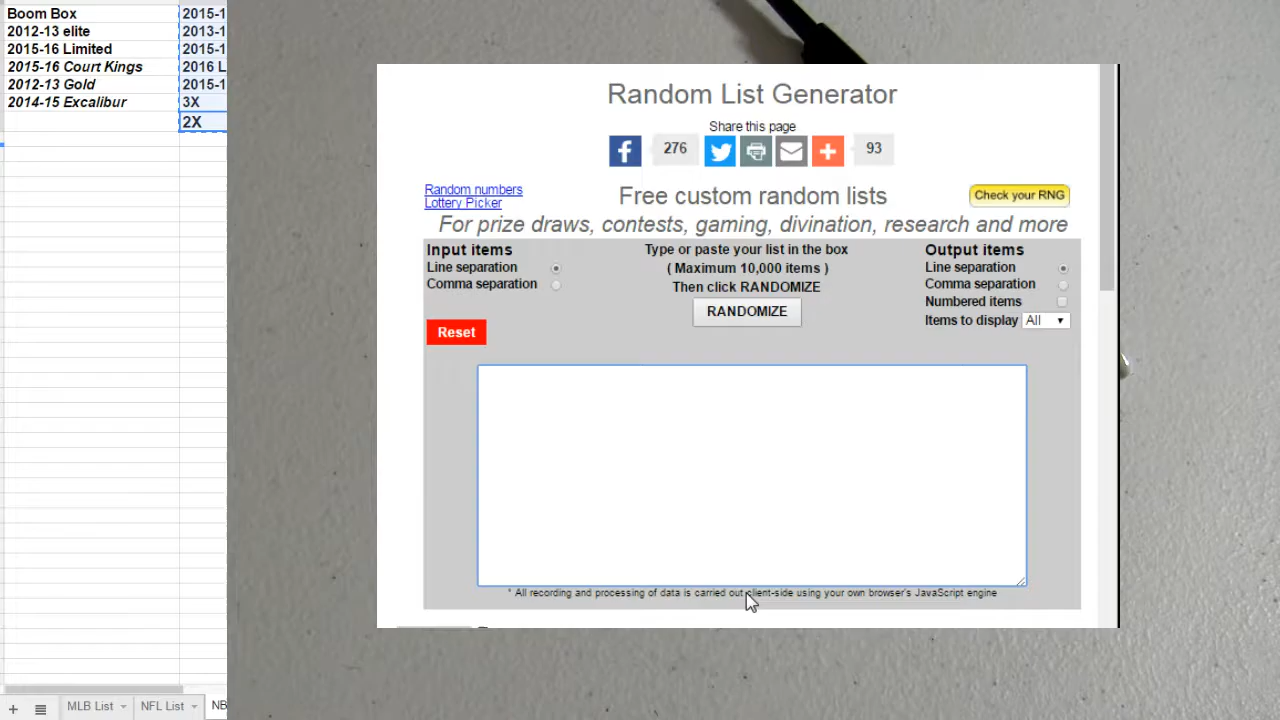 Boom Box
2015-1
2012-13 elite
2013-1
2015-16 Limited
2015-1
2015-16 Court Kings
2016 L
2012-13 Gold
2015-1
2014-15 Excalibur
3X
2X
Random List Generator
Share this page
276
93
Random numbers
Lottery Picker
Free custom random lists
Check your RNG
For prize draws, contests, gaming, divination, research and more
Input items
Line separation
Comma separation
Reset
Type or paste your list in the box
( Maximum 10,000 items )
Then click RANDOMIZE
RANDOMIZE
Output items
Line separation
Comma separation
Numbered items
Items to display All
* All recording and processing of data is carried out client-side using your own browser's JavaScript engine
MLB List
NFL List
NB